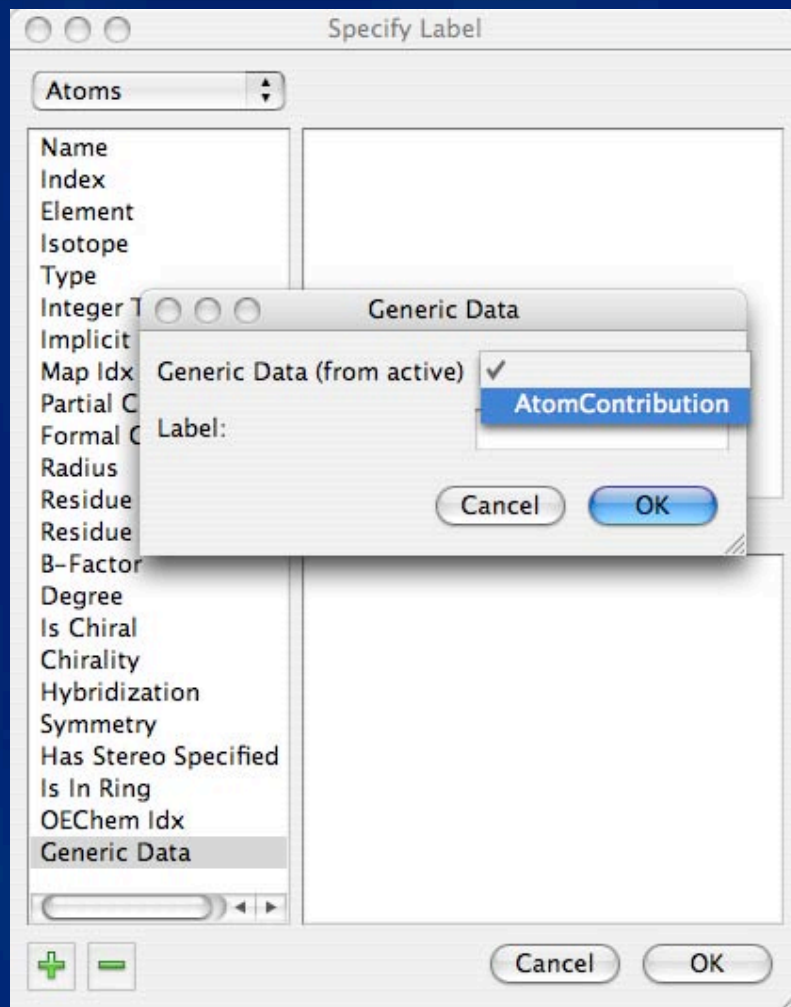 Specify Label
Atoms
Name
Index
Element
Isotope
Type
Integer T
Implicit
Map Idx
Partial C
Formal C
Radius
Residue
Residue
B-Factor
Degree
Is Chiral
Chirality
Hybridization
Symmetry
Has Stereo Specified
Is In Ring
OEChem Idx
Generic Data
Generic Data
Generic Data (from active)
AtomContribution
Label:
Cancel
OK
Cancel
OK